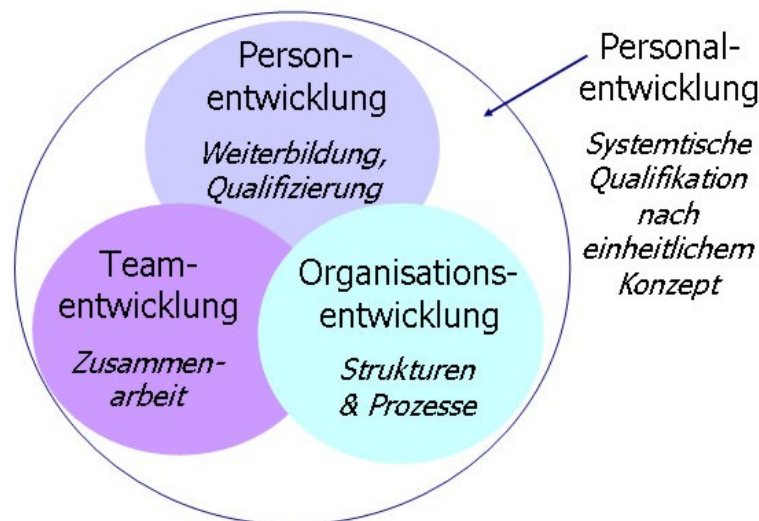 Person-
entwicklung
Weiterbildung,
Qualifizierung
Team-
entwicklung
Zusammen-
arbeit
Organisations-
entwicklung
Strukturen
& Prozesse
Personal-
entwicklung
Systemtische
Qualifikation
nach
einheitlichem
Konzept